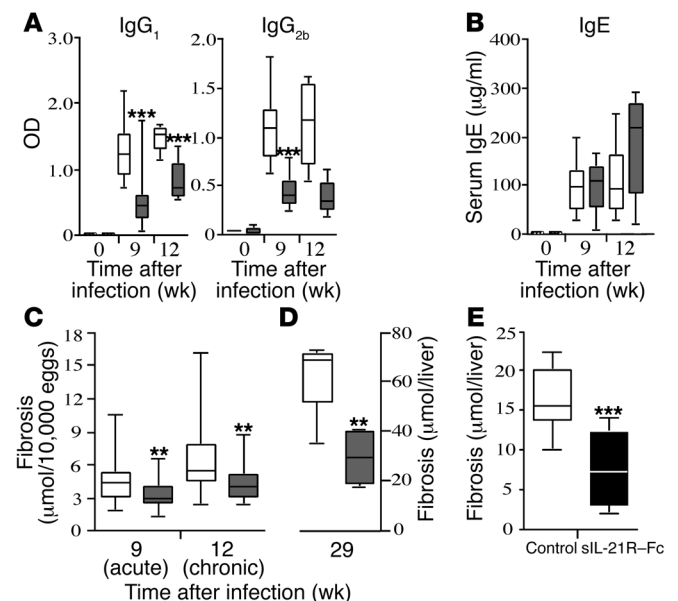 A
IgG1
IgG2b
B
IgE
OD
3.0
2.0
1.0
0
***
***
0 9 12
Time after
infection (wk)
2.0
1.5
1.0
0.5
0
***
0 9 12
Time after
infection (wk)
Serum IgE (µg/ml)
400
300
200
100
0
0 9 12
Time after
infection (wk)
C
Fibrosis
(µmol/10,000 eggs)
18
15
12
9
6
3
0
**
**
9
(acute)
12
(chronic)
D
80
60
40
20
0
Fibrosis (µmol/liver)
**
29
Time after infection (wk)
E
Fibrosis (µmol/liver)
25
20
15
10
5
0
***
Control sIL-21R–Fc